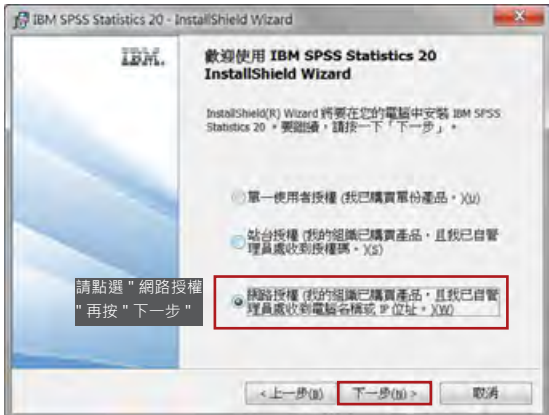 IBM SPSS Statistics 20 - InstallShield Wizard
IBM.
歡迎使用 IBM SPSS Statistics 20
InstallShield Wizard
InstallShield(R) Wizard 將要在您的電腦中安裝 IBM SPSS
Statistics 20。要繼續，請按一下「下一步」。
單一使用者授權 (我已購買單份產品。)(U)
站台授權 (我的組織已購買產品，且我已自管
理員處收到授權碼。)(S)
請點選 " 網路授權
" 再按 " 下一步 "
網路授權 (我的組織已購買產品，且我已自管
理員處收到電腦名稱或 IP 位址。)(W)
< 上一步(B)
下一步(N) >
取消